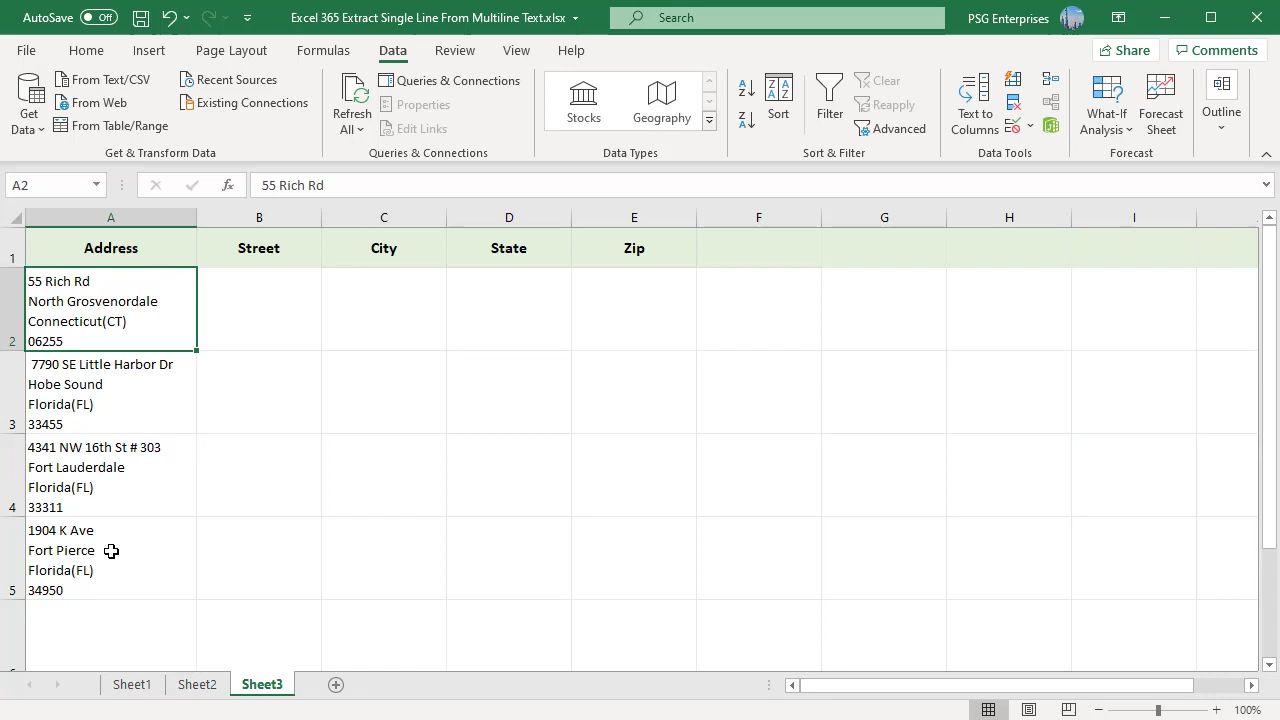 AutoSave Off Excel 365 Extract Single Line From Multiline Text.xlsx Search PSG Enterprises
File Home Insert Page Layout Formulas Data Review View Help Share Comments
From Text/CSV Recent Sources Queries & Connections Clear
From Web Existing Connections Properties Reapply
From Table/Range Edit Links Advanced
Get Data Refresh All Stocks Geography Sort Filter Text to Columns What-If Analysis Forecast Sheet Outline
Get & Transform Data Queries & Connections Data Types Sort & Filter Data Tools Forecast
A2 fx 55 Rich Rd
A B C D E F G H I
1 Address Street City State Zip
55 Rich Rd
North Grosvenordale
Connecticut(CT)
2 06255
7790 SE Little Harbor Dr
Hobe Sound
Florida(FL)
3 33455
4341 NW 16th St # 303
Fort Lauderdale
Florida(FL)
4 33311
1904 K Ave
Fort Pierce
Florida(FL)
5 34950
Sheet1 Sheet2 Sheet3
100%